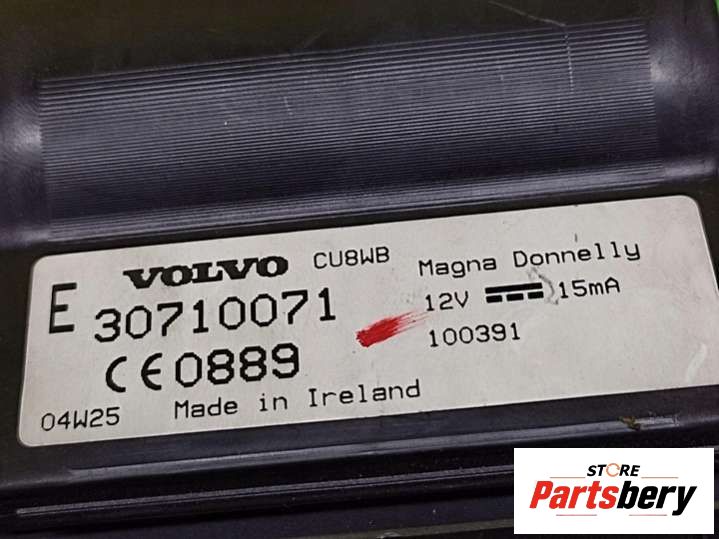 E VOLVO CU8WB
30710071
CE0889
04W25 Made in Ireland
Magna Donnelly
12V 15mA
100391
STORE
Partsbery